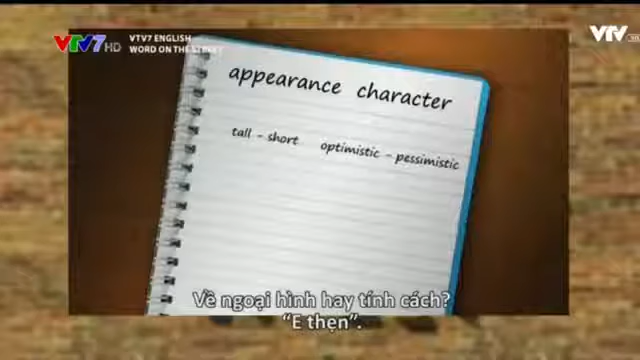 VTV7 HD
VTV7 ENGLISH
WORD ON THE STREET
VTV
appearance character
tall - short optimistic - pessimistic
Về ngoại hình hay tính cách?
"E thẹn".